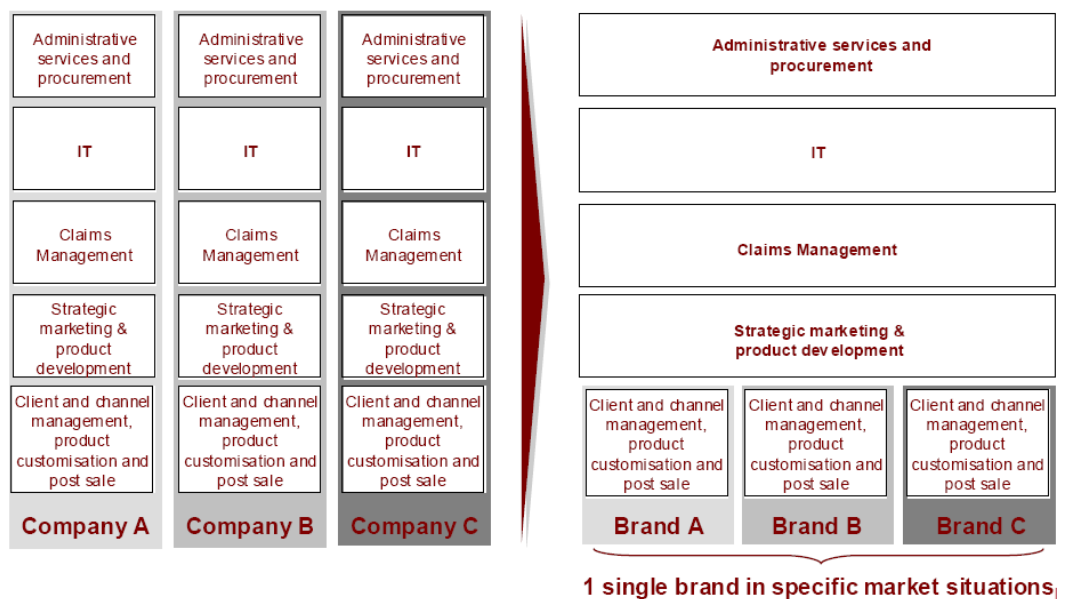 Administrative
services and
procurement
Administrative
services and
procurement
Administrative
services and
procurement
IT
IT
IT
Claims
Management
Claims
Management
Claims
Management
Strategic
marketing &
product
development
Strategic
marketing &
product
development
Strategic
marketing &
product
development
Client and channel
management,
product
customisation and
post sale
Client and channel
management,
product
customisation and
post sale
Client and channel
management,
product
customisation and
post sale
Company A
Company B
Company C
Administrative services and
procurement
IT
Claims Management
Strategic marketing &
product development
Client and channel
management,
product
customisation and
post sale
Client and channel
management,
product
customisation and
post sale
Client and channel
management,
product
customisation and
post sale
Brand A
Brand B
Brand C
1 single brand in specific market situations